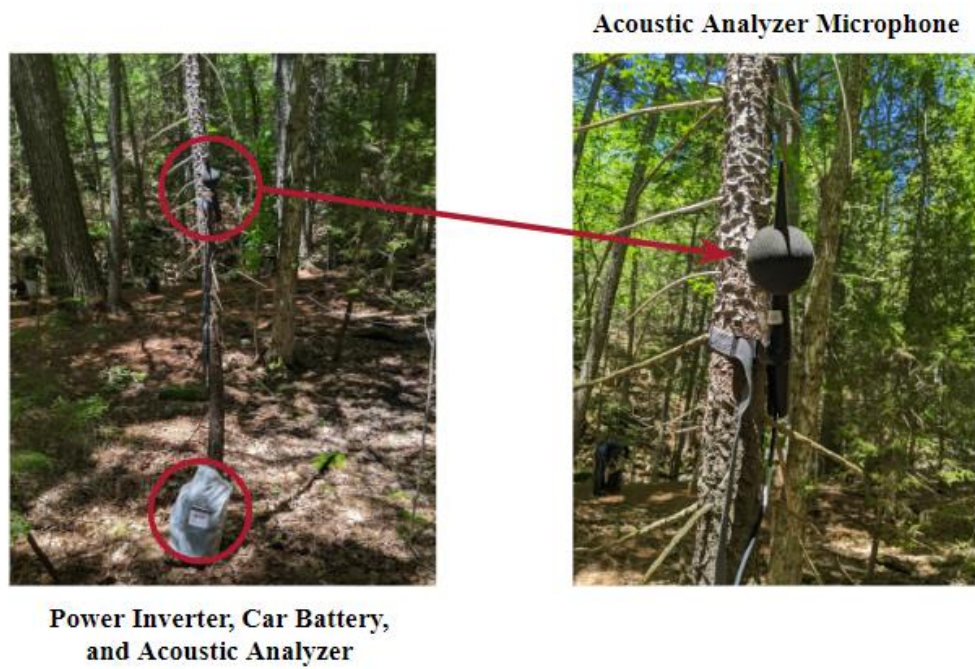 Acoustic Analyzer Microphone
Power Inverter, Car Battery,
and Acoustic Analyzer